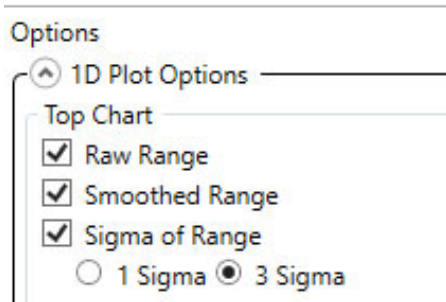 Options
1D Plot Options
Top Chart
Raw Range
Smoothed Range
Sigma of Range
1 Sigma 3 Sigma